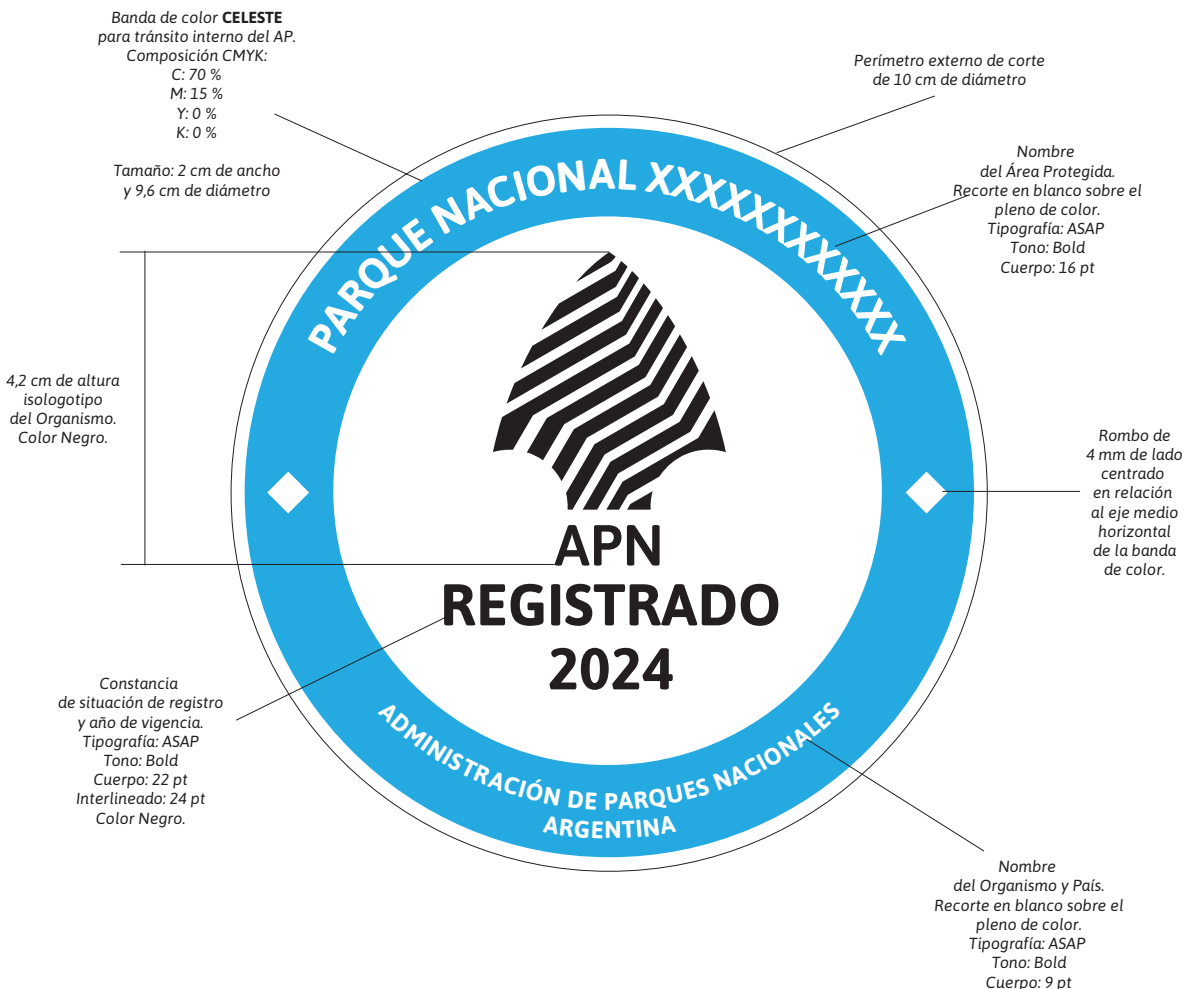 Banda de color CELESTE
para tránsito interno del AP.
Composición CMYK:
C: 70 %
M: 15 %
Y: 0 %
K: 0 %
Tamaño: 2 cm de ancho
y 9,6 cm de diámetro
Perímetro externo de corte
de 10 cm de diámetro
Nombre
del Área Protegida.
Recorte en blanco sobre el
pleno de color.
Tipografía: ASAP
Tono: Bold
Cuerpo: 16 pt
PARQUE NACIONAL XXXXXXXXXXXXX
4,2 cm de altura
isologotipo
del Organismo.
Color Negro.
Rombo de
4 mm de lado
centrado
en relación
al eje medio
horizontal
de la banda
de color.
APN
REGISTRADO
2024
Constancia
de situación de registro
y año de vigencia.
Tipografía: ASAP
Tono: Bold
Cuerpo: 22 pt
Interlineado: 24 pt
Color Negro.
ADMINISTRACIÓN DE PARQUES NACIONALES
ARGENTINA
Nombre
del Organismo y País.
Recorte en blanco sobre el
pleno de color.
Tipografía: ASAP
Tono: Bold
Cuerpo: 9 pt